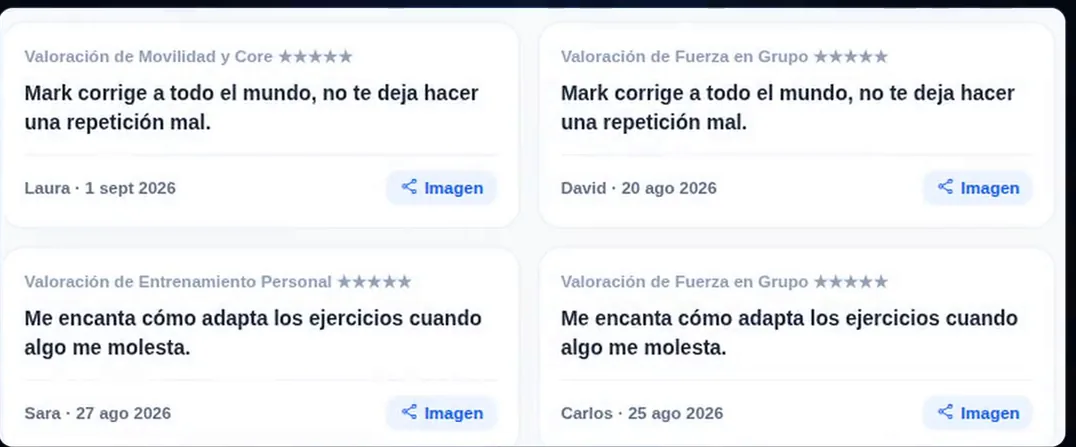 Valoración de Movilidad y Core ★★★★★
Mark corrige a todo el mundo, no te deja hacer
una repetición mal.
Laura · 1 sept 2026
Imagen
Valoración de Fuerza en Grupo ★★★★★
Mark corrige a todo el mundo, no te deja hacer
una repetición mal.
David · 20 ago 2026
Imagen
Valoración de Entrenamiento Personal ★★★★★
Me encanta cómo adapta los ejercicios cuando
algo me molesta.
Sara · 27 ago 2026
Imagen
Valoración de Fuerza en Grupo ★★★★★
Me encanta cómo adapta los ejercicios cuando
algo me molesta.
Carlos · 25 ago 2026
Imagen